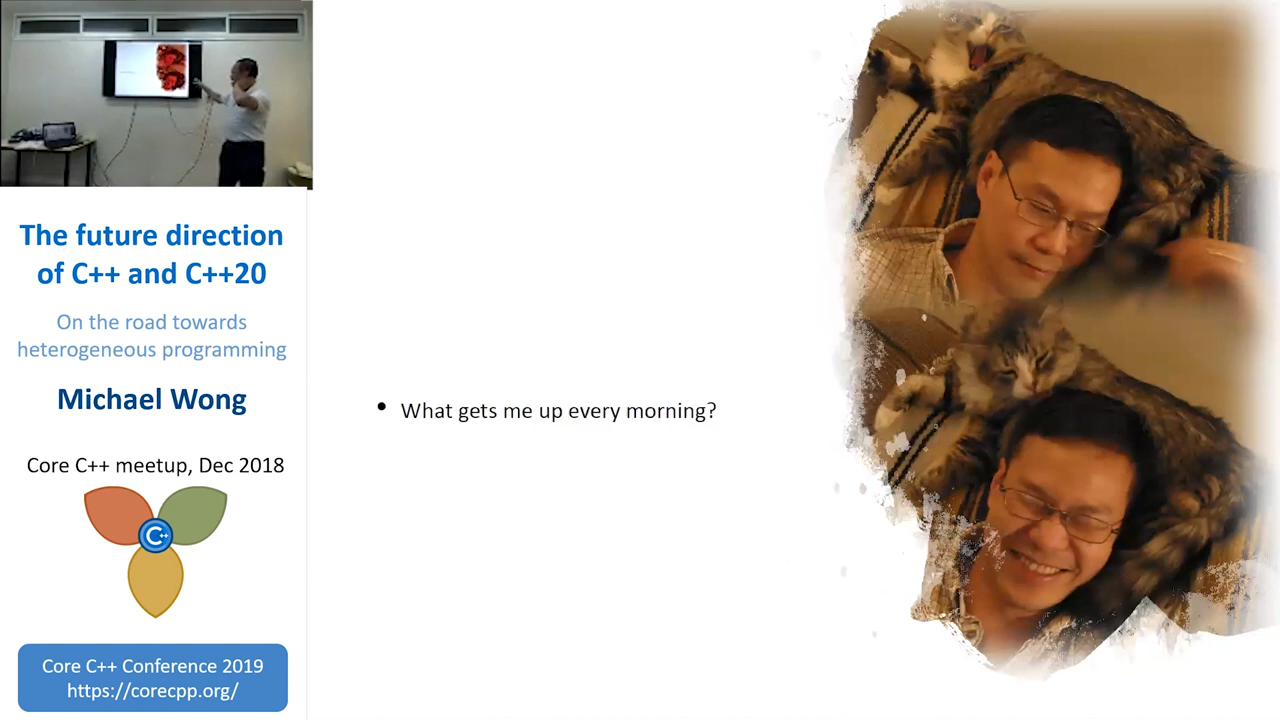 The future direction
of C++ and C++20
On the road towards
heterogeneous programming
Michael Wong
Core C++ meetup, Dec 2018
C++
Core C++ Conference 2019
https://corecpp.org/
• What gets me up every morning?